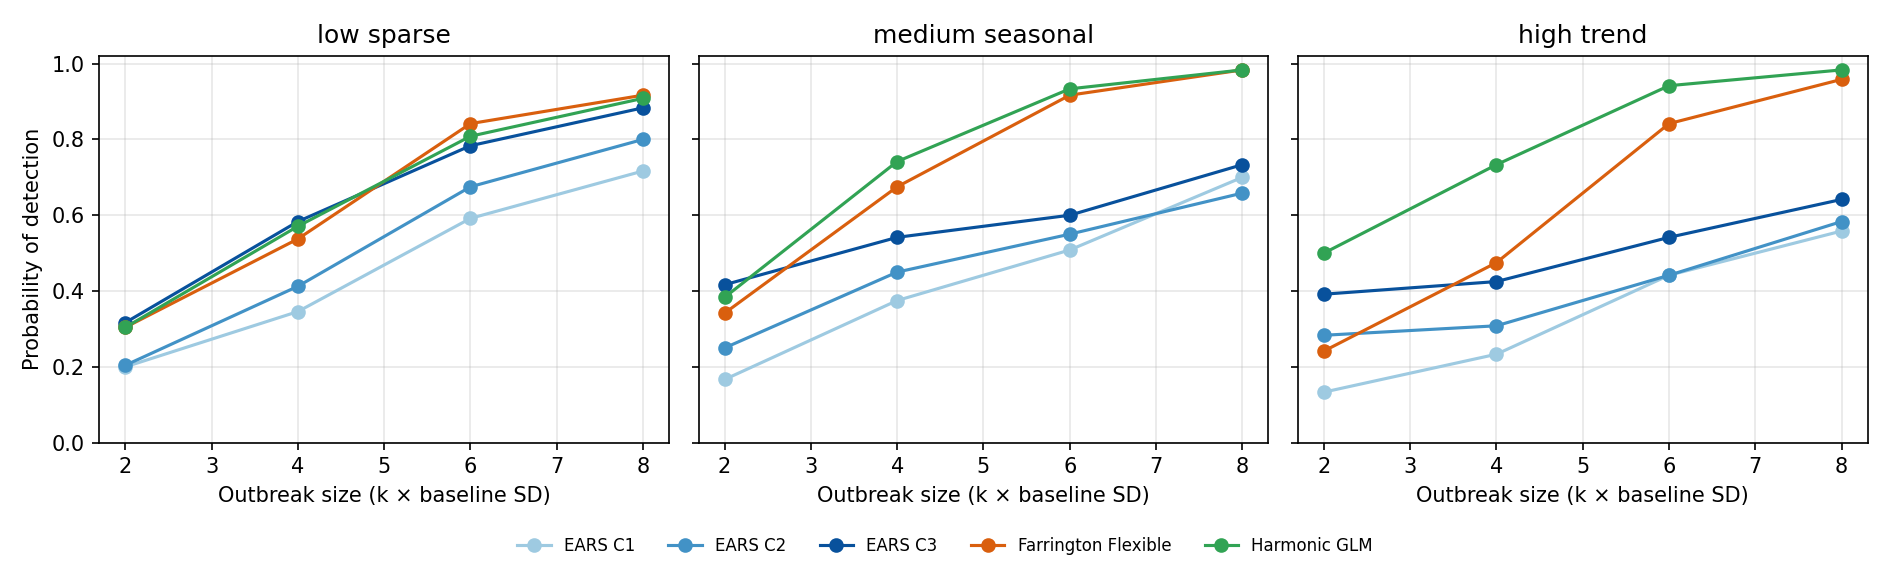 low sparse
medium seasonal
high trend
Probability of detection
1.0
0.8
0.6
0.4
0.2
0.0
2 3 4 5 6 7 8
2 3 4 5 6 7 8
2 3 4 5 6 7 8
Outbreak size (k × baseline SD)
Outbreak size (k × baseline SD)
Outbreak size (k × baseline SD)
EARS C1 EARS C2 EARS C3 Farrington Flexible Harmonic GLM